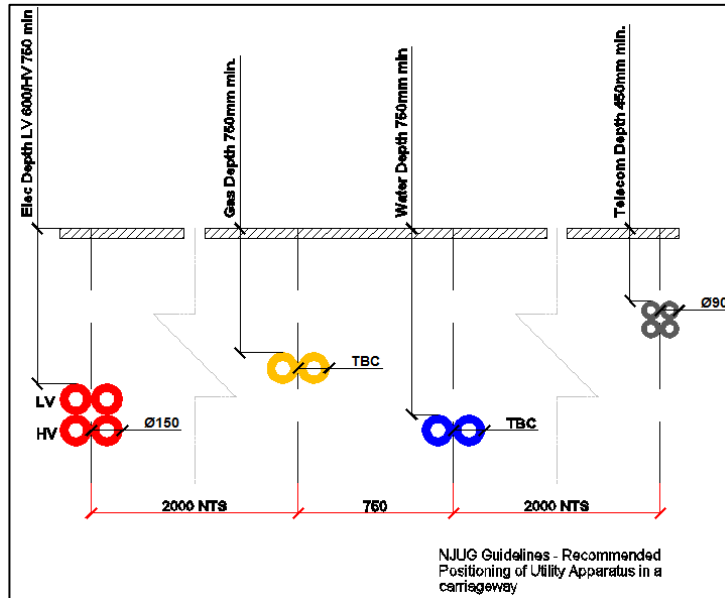 Elec Depth LV 600/HV 750 min
Gas Depth 750mm min.
Water Depth 750mm min
Telecom Depth 450mm min.
Ø90
TBC
LV
HV
Ø150
TBC
2000 NTS
750
2000 NTS
NJUG Guidelines - Recommended
Positioning of Utility Apparatus in a
carriageway